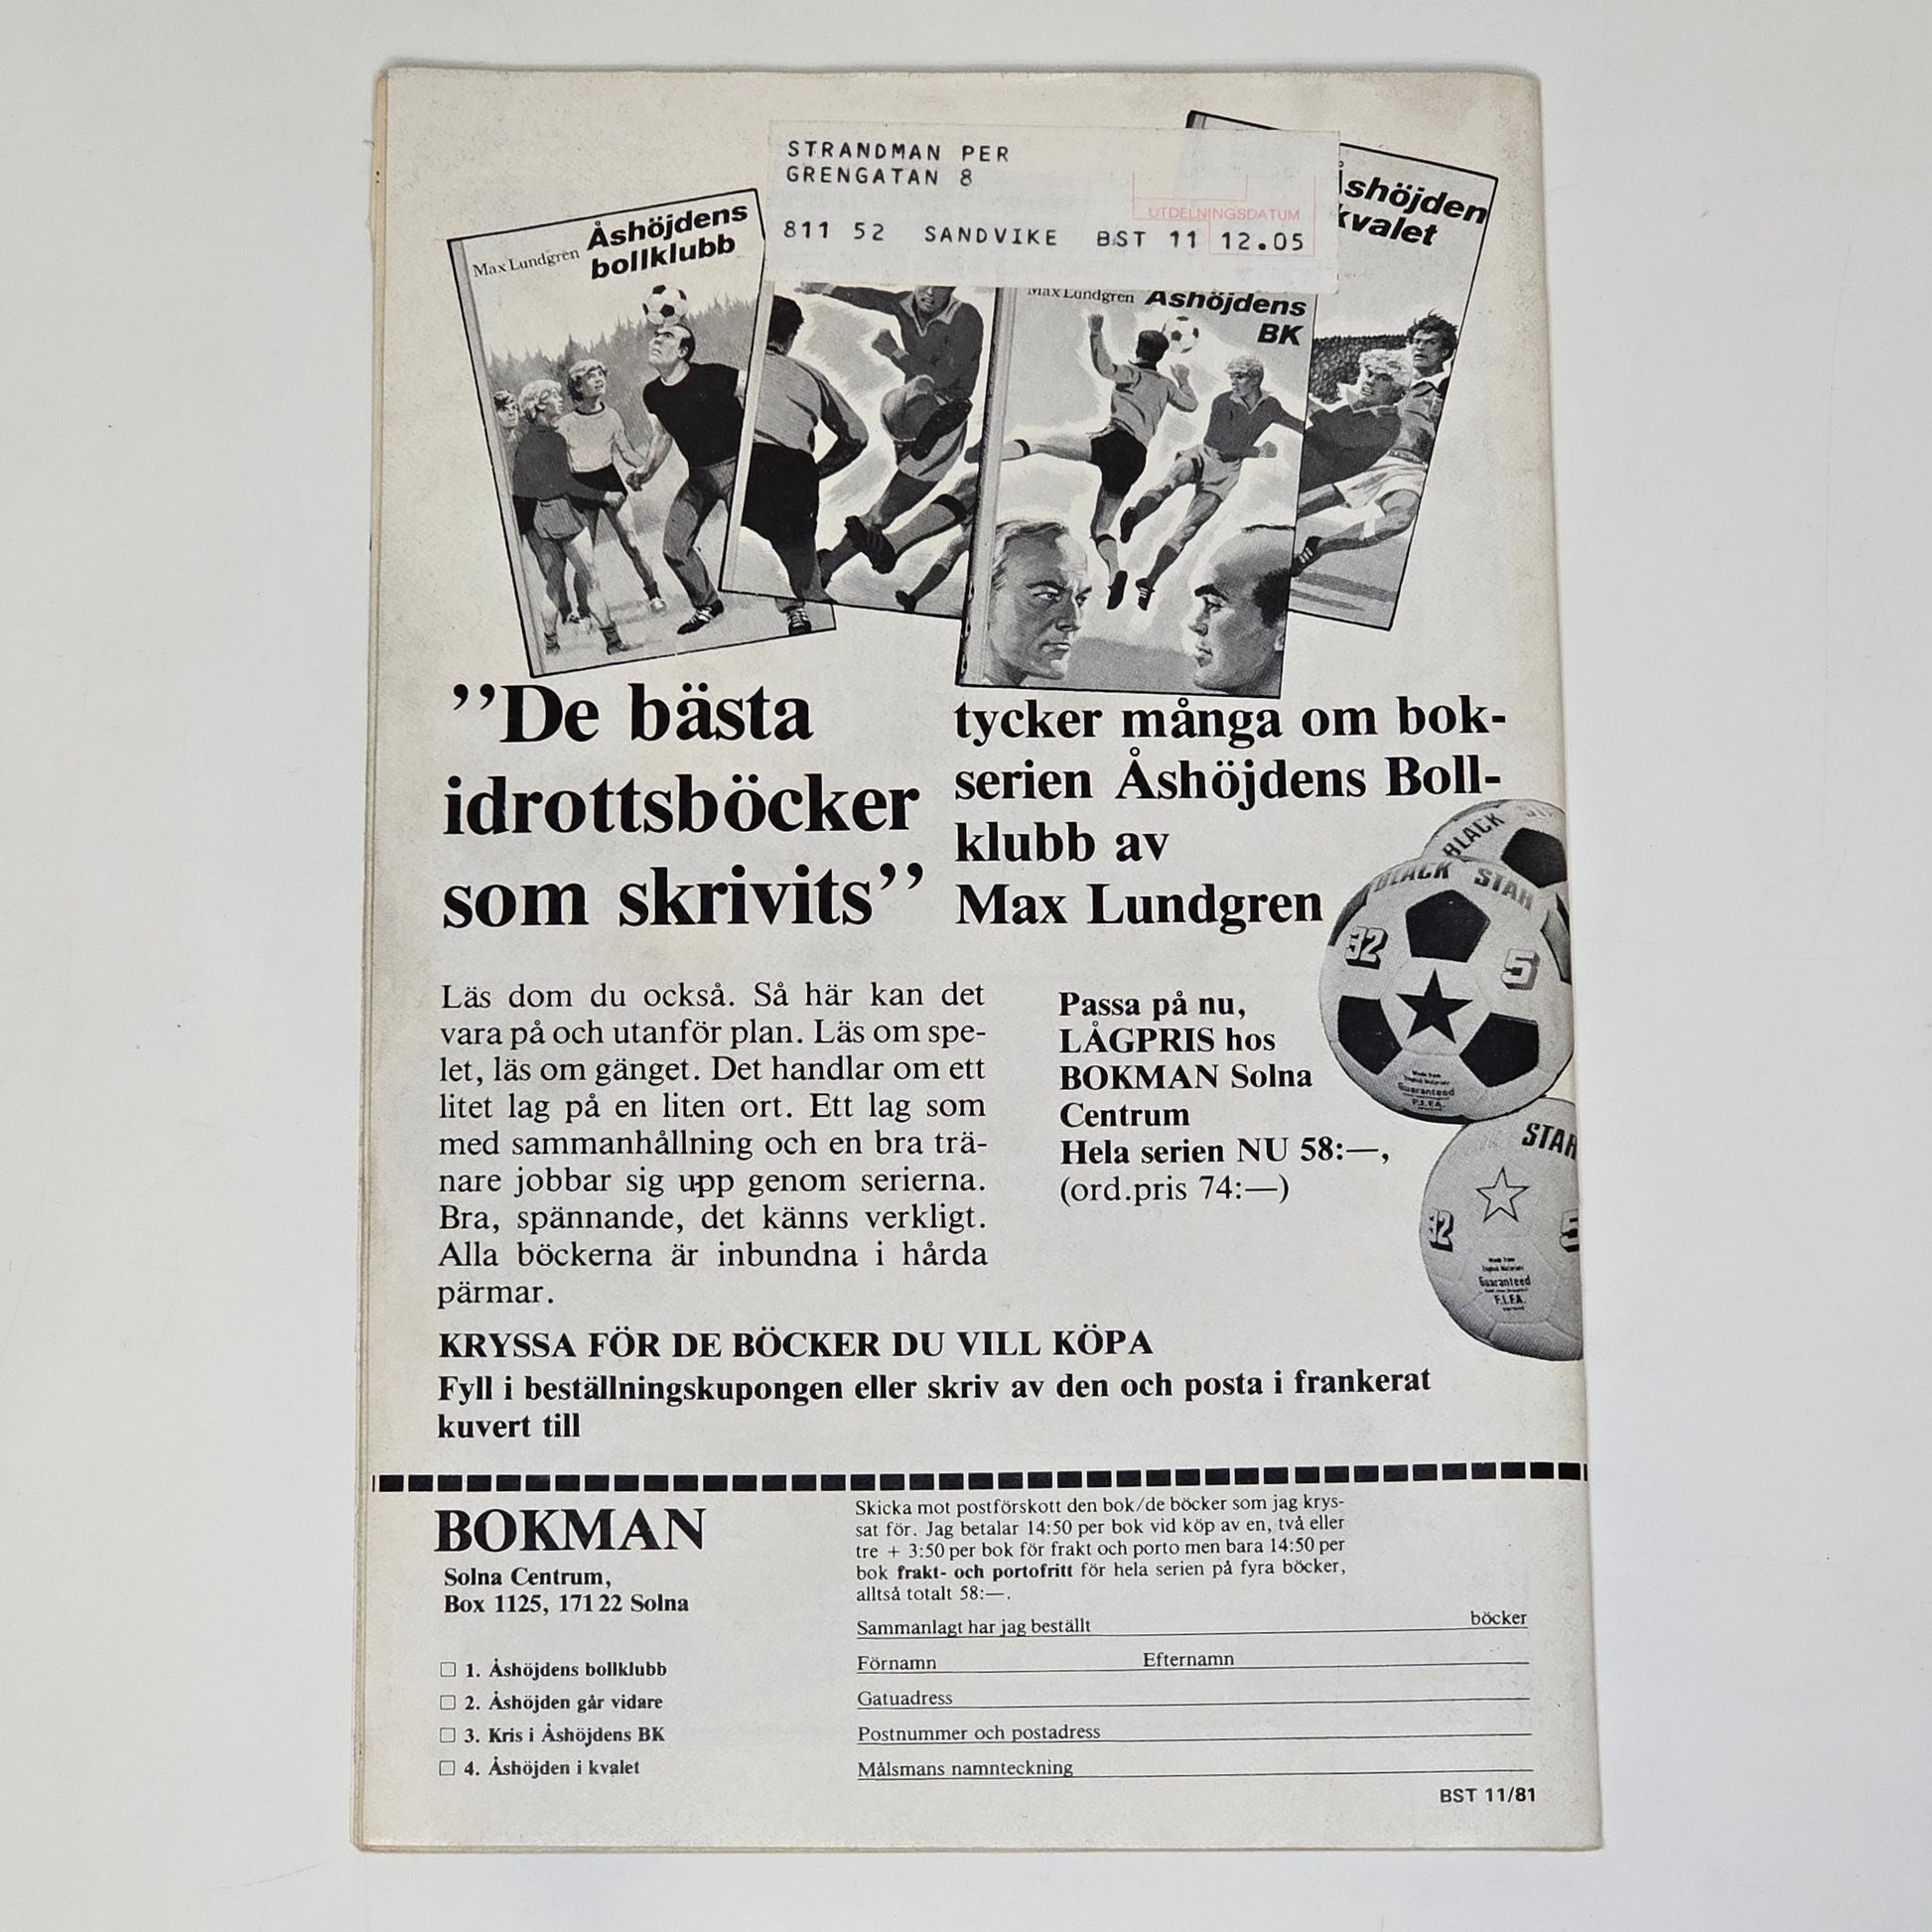 STRANDMAN PER
GRENGATAN 8
UTDELNINGSDATUM
811 52 SANDVIKE BST 11 12.05
Max Lundgren
Åshöjdens
bollklubb
Max Lundgren Åshöjdens
BK
Åshöjden
kvalet
”De bästa
idrottsböcker
som skrivits”
tycker många om bok-
serien Åshöjdens Boll-
klubb av
Max Lundgren
BLACK
BLACK STAR
32
5
Guaranteed
F.I.F.A.
STAR
32
5
Guaranteed
F.I.F.A.
Läs dom du också. Så här kan det
vara på och utanför plan. Läs om spe-
let, läs om gänget. Det handlar om ett
litet lag på en liten ort. Ett lag som
med sammanhållning och en bra trä-
nare jobbar sig upp genom serierna.
Bra, spännande, det känns verkligt.
Alla böckerna är inbundna i hårda
pärmar.
Passa på nu,
LÅGPRIS hos
BOKMAN Solna
Centrum
Hela serien NU 58:—,
(ord.pris 74:—)
KRYSSA FÖR DE BÖCKER DU VILL KÖPA
Fyll i beställningskupongen eller skriv av den och posta i frankerat
kuvert till
BOKMAN
Solna Centrum,
Box 1125, 171 22 Solna
1. Åshöjdens bollklubb
2. Åshöjden går vidare
3. Kris i Åshöjdens BK
4. Åshöjden i kvalet
Skicka mot postförskott den bok/de böcker som jag krys-
sat för. Jag betalar 14:50 per bok vid köp av en, två eller
tre + 3:50 per bok för frakt och porto men bara 14:50 per
bok frakt- och portofritt för hela serien på fyra böcker,
alltså totalt 58:—.
Sammanlagt har jag beställt böcker
Förnamn Efternamn
Gatuadress
Postnummer och postadress
Målsmans namnteckning
BST 11/81